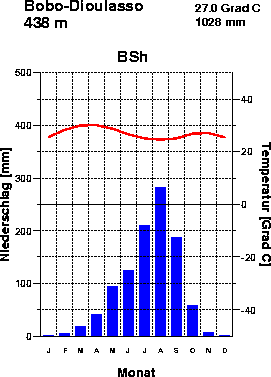 Bobo-Dioulasso 27.0 Grad C
438 m 1028 mm
BSh
Niederschlag [mm]
500
400
300
200
100
0
Temperatur [Grad C]
40
20
0
-20
-40
J F M A M J J A S O N D
Monat